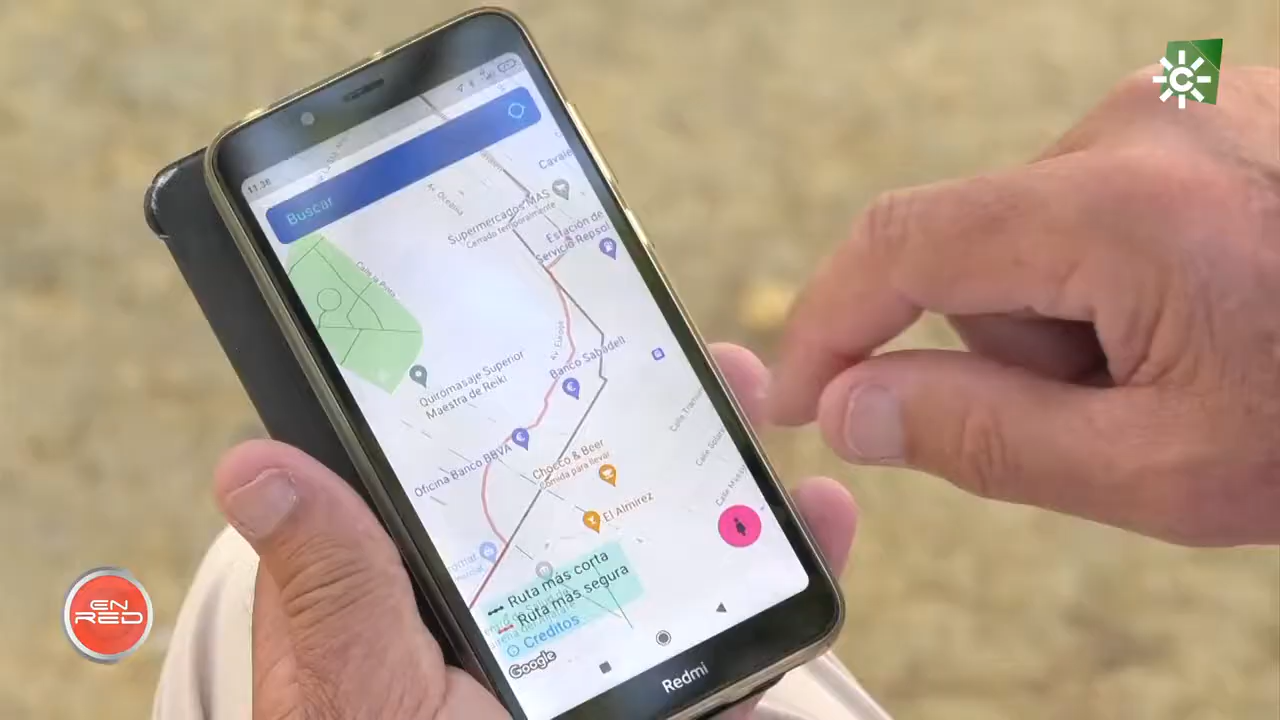 C
11:38
Buscar
Av. Oceanía
Supermercados MAS
Cerrado temporalmente
Estación de
Servicio Repsol
Av. Europa
Banco Sabadell
Quiromasaje Superior
Maestra de Reiki
Oficina Banco BBVA
Chocco & Beer
Comida para llevar
El Almirez
Ruta más corta
Ruta más segura
Créditos
Google
Redmi
EN
RED